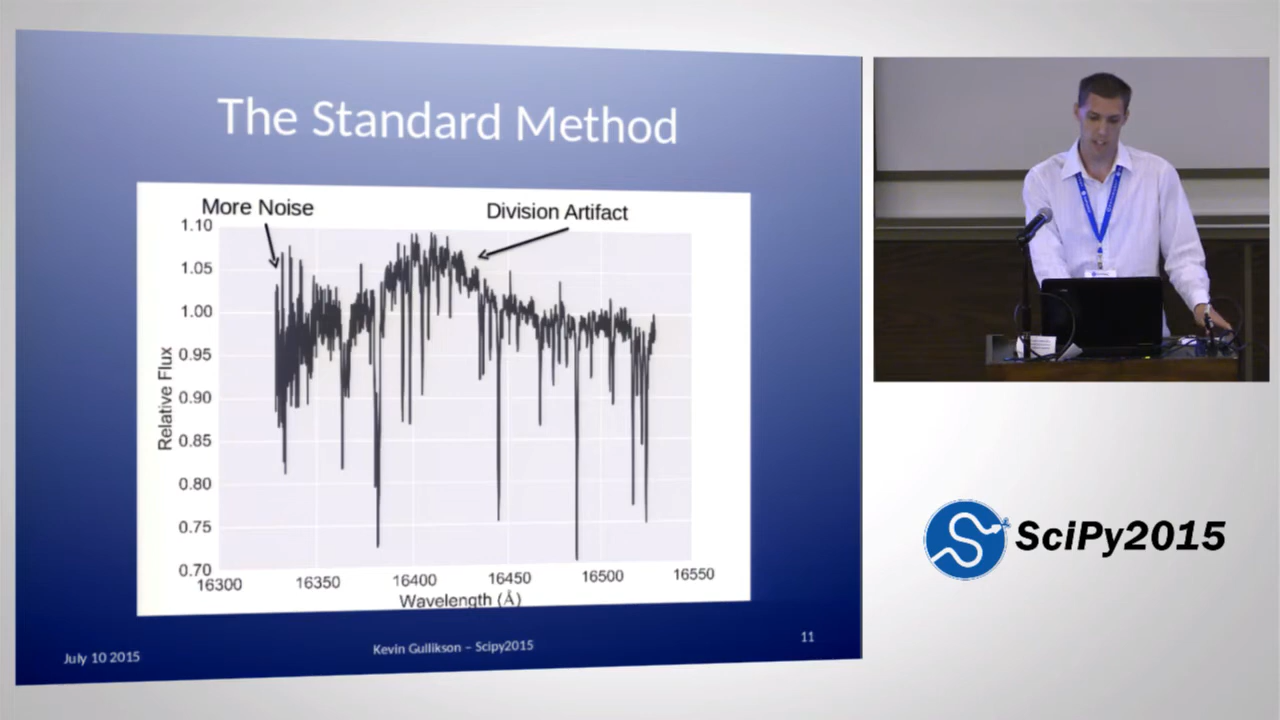 The Standard Method
More Noise
Division Artifact
1.10
1.05
1.00
0.95
0.90
0.85
0.80
0.75
0.70
Relative Flux
16300 16350 16400 16450 16500 16550
Wavelength (Å)
July 10 2015
Kevin Gullikson – Scipy2015
11
SciPy2015